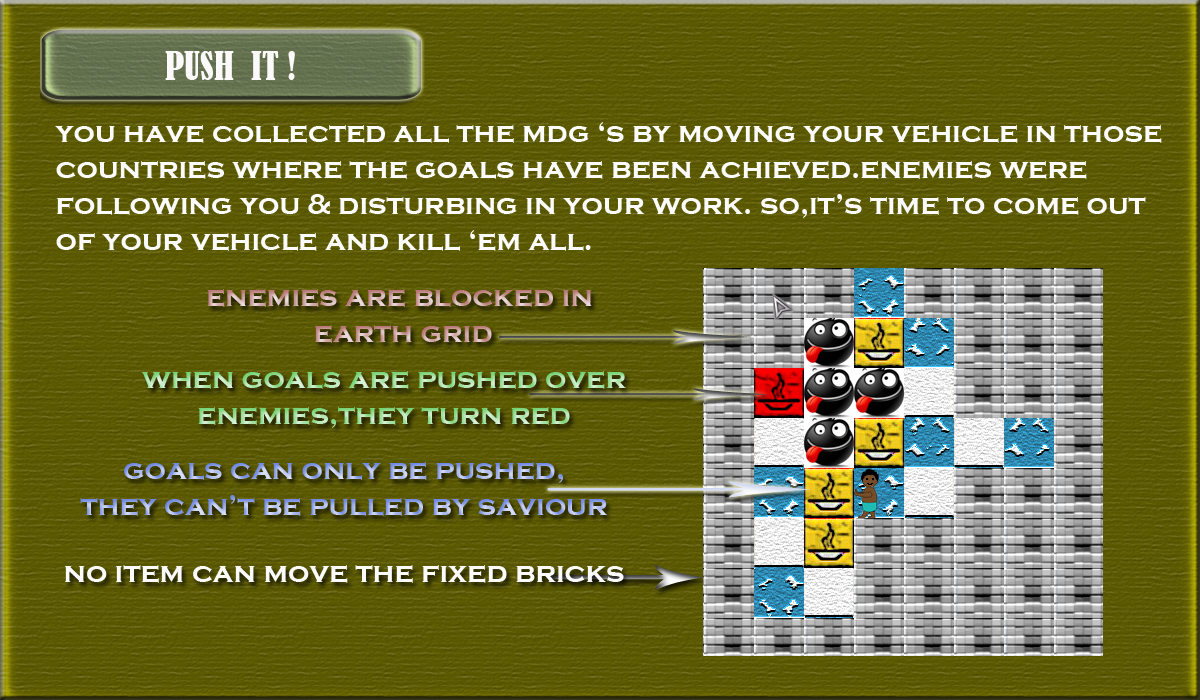 PUSH IT !
YOU HAVE COLLECTED ALL THE MDG ‘S BY MOVING YOUR VEHICLE IN THOSE
COUNTRIES WHERE THE GOALS HAVE BEEN ACHIEVED.ENEMIES WERE
FOLLOWING YOU & DISTURBING IN YOUR WORK. SO,IT’S TIME TO COME OUT
OF YOUR VEHICLE AND KILL ‘EM ALL.
ENEMIES ARE BLOCKED IN
EARTH GRID
WHEN GOALS ARE PUSHED OVER
ENEMIES,THEY TURN RED
GOALS CAN ONLY BE PUSHED,
THEY CAN’T BE PULLED BY SAVIOUR
NO ITEM CAN MOVE THE FIXED BRICKS